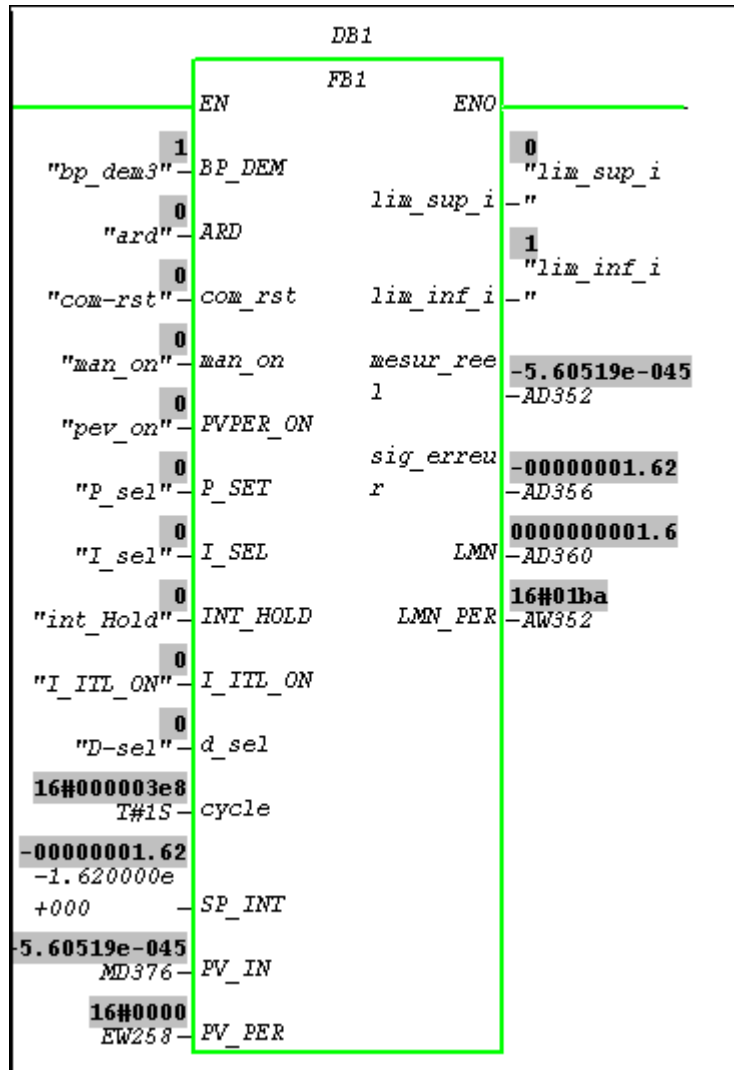 DB1
FB1
EN ENO
1 0
"bp_dem3" BP_DEM "lim_sup_i
lim_sup_i "
0
"ard" ARD
1
"lim_inf_i
0
"com-rst" com_rst lim_inf_i "
0
"man_on" man_on mesur_ree -5.60519e-045
l AD352
0
"pev_on" PVPER_ON
sig_erreu -00000001.62
0
"P_sel" P_SET r AD356
0000000001.6
0
"I_sel" I_SEL LMN AD360
0 16#01ba
"int_Hold" INT_HOLD LMN_PER AW352
0
"I_ITL_ON" I_ITL_ON
0
"D-sel" d_sel
16#000003e8
T#1S cycle
-00000001.62
-1.620000e
+000 SP_INT
-5.60519e-045
MD376 PV_IN
16#0000
EW258 PV_PER